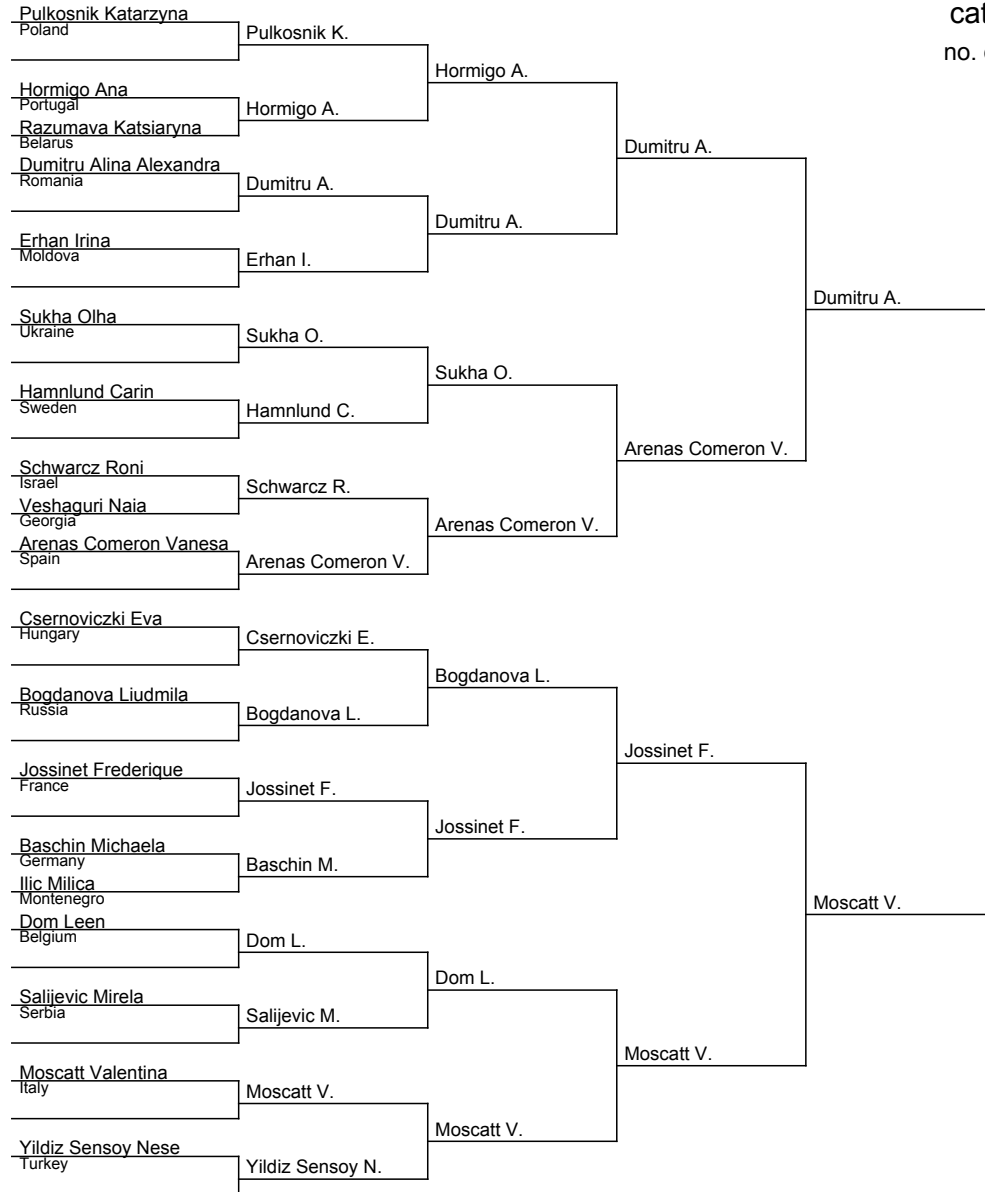 Pulkosnik Katarzyna
Poland
Hormigo Ana
Portugal
Razumava Katsiaryna
Belarus
Dumitru Alina Alexandra
Romania
Erhan Irina
Moldova
Sukha Olha
Ukraine
Hamnlund Carin
Sweden
Schwarcz Roni
Israel
Veshaguri Naia
Georgia
Arenas Comeron Vanesa
Spain
Csernoviczki Eva
Hungary
Bogdanova Liudmila
Russia
Jossinet Frederique
France
Baschin Michaela
Germany
Ilic Milica
Montenegro
Dom Leen
Belgium
Salijevic Mirela
Serbia
Moscatt Valentina
Italy
Yildiz Sensoy Nese
Turkey
Pulkosnik K.
Hormigo A.
Dumitru A.
Erhan I.
Sukha O.
Hamnlund C.
Schwarcz R.
Arenas Comeron V.
Csernoviczki E.
Bogdanova L.
Jossinet F.
Baschin M.
Dom L.
Salijevic M.
Moscatt V.
Yildiz Sensoy N.
Hormigo A.
Dumitru A.
Sukha O.
Arenas Comeron V.
Bogdanova L.
Jossinet F.
Dom L.
Moscatt V.
Dumitru A.
Arenas Comeron V.
Jossinet F.
Moscatt V.
Dumitru A.
Moscatt V.
no.